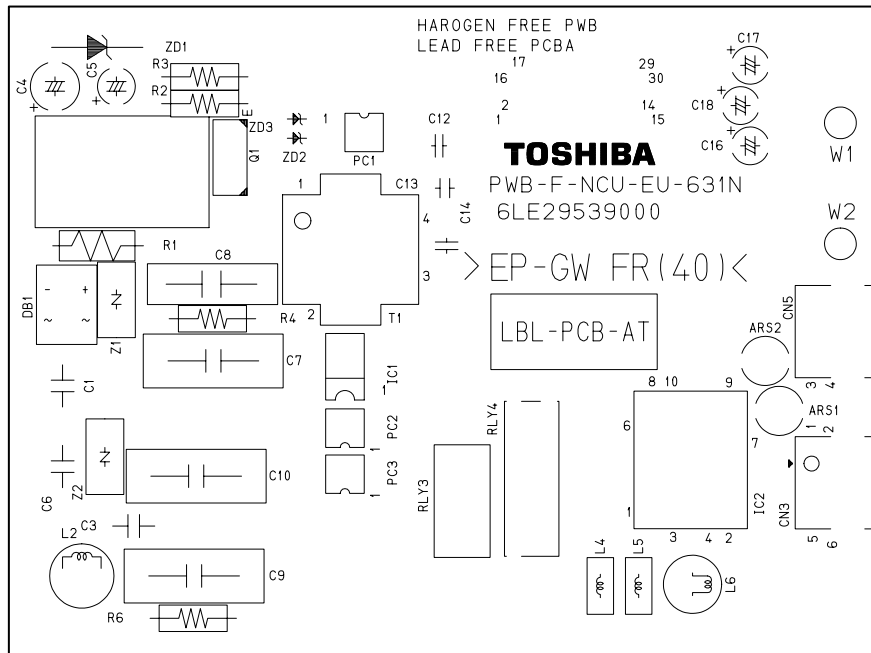 HAROGEN FREE PWB
LEAD FREE PCBA
C17
ZD1
C5
C4
R3
R2
17
16
29
30
2
1
14
15
C18
C16
E
ZD3
Q1
ZD2
1
PC1
C12
TOSHIBA
PWB-F-NCU-EU-631N
6LE29539000
W1
W2
1
C13
4
C14
3
2
T1
>EP-GW FR(40)<
R1
C8
DB1
-
+
~
~
Z1
R4
C7
LBL-PCB-AT
CN5
ARS2
3
4
C1
1
IC1
8
10
9
ARS1
1
2
RLY4
6
7
PC2
1
C6
Z2
C10
PC3
1
RLY3
1
IC2
CN3
3
4
2
5
6
C3
L2
C9
R6
L4
L5
L6